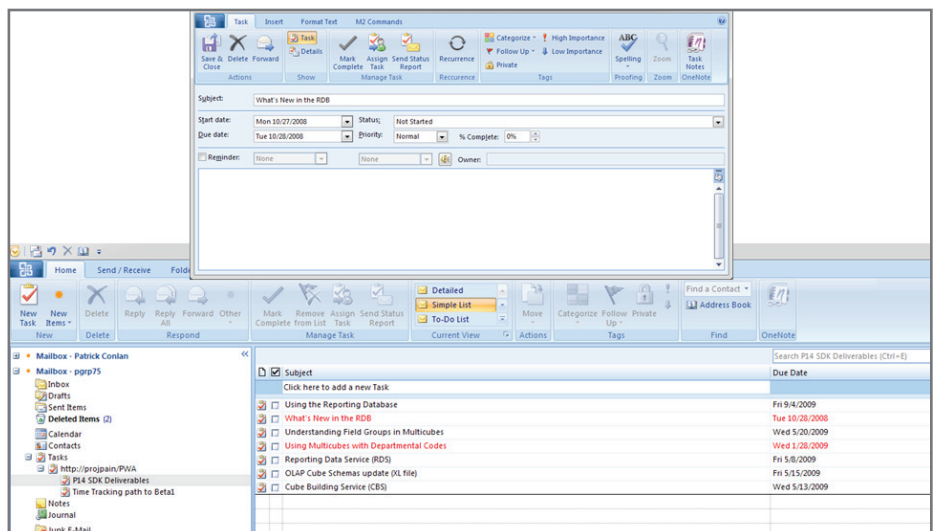 Task Insert Format Text M2 Commands
Save & Close Delete Forward Task Details Mark Complete Assign Task Send Status Report Recurrence Categorize High Importance Follow Up Low Importance Private ABC Spelling Zoom Task Notes
Actions Show Manage Task Recurrence Tags Proofing Zoom OneNote
Subject: What's New in the RDB
Start date: Mon 10/27/2008 Status: Not Started
Due date: Tue 10/28/2008 Priority: Normal % Complete: 0%
Reminder: None None Owner:
Home Send / Receive Fold
New Task New Items Delete Reply Reply All Forward Other Mark Complete Remove from List Assign Task Send Status Report Detailed Simple List To-Do List Move Categorize Follow Up Private Find a Contact Address Book
New Delete Respond Manage Task Current View Actions Tags Find OneNote
Mailbox - Patrick Conlan
Mailbox - pgrp75
Inbox
Drafts
Sent Items
Deleted Items (2)
Calendar
Contacts
Tasks
http://projpain/PWA
P14 SDK Deliverables
Time Tracking path to Beta1
Notes
Journal
Junk E-Mail
Search P14 SDK Deliverables (Ctrl+E)
Subject Due Date
Click here to add a new Task
Using the Reporting Database Fri 9/4/2009
What's New in the RDB Tue 10/28/2008
Understanding Field Groups in Multicubes Wed 5/20/2009
Using Multicubes with Departmental Codes Wed 1/28/2009
Reporting Data Service (RDS) Fri 5/8/2009
OLAP Cube Schemas update (XL file) Fri 5/15/2009
Cube Building Service (CBS) Wed 5/13/2009